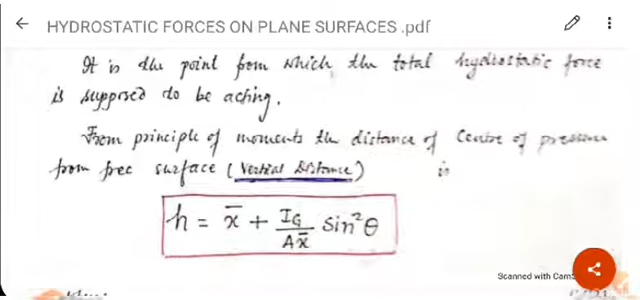 HYDROSTATIC FORCES ON PLANE SURFACES .pdf
It is the point from which, the total hydrostatic force
is supposed to be acting.
From principle of moments the distance of Centre of pressure
from free surface (Vertical Distance) is
h = x̄ + I_G/(A x̄) sin²θ
Scanned with Cam